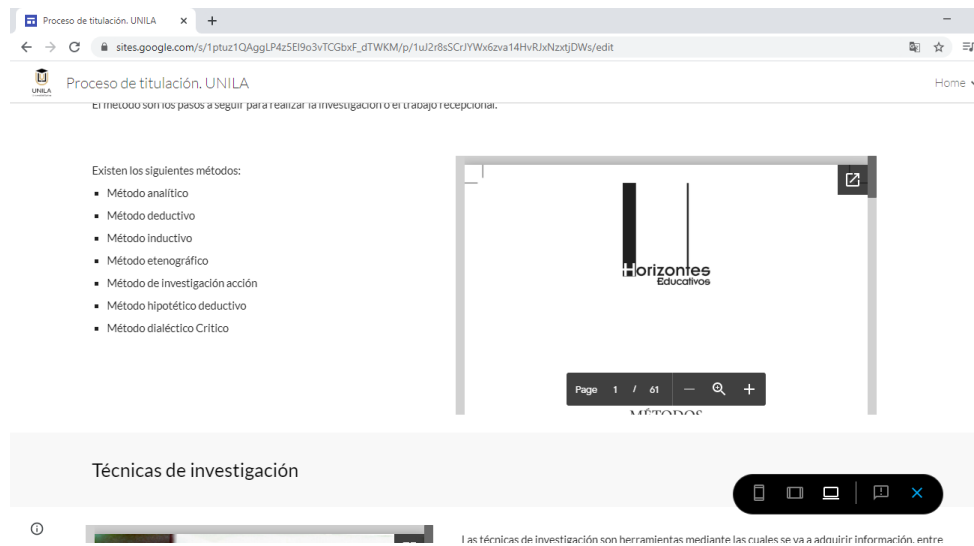 Proceso de titulación. UNILA
sites.google.com/s/1ptuz1QAggLP4z5EI9o3vTCGbxF_dTWKM/p/1uJ2r8sSCrJYWx6zva14HvRJxNzxtjDWs/edit
UNILA
Proceso de titulación. UNILA
Home
El método son los pasos a seguir para realizar la investigación o el trabajo recepcional.
Existen los siguientes métodos:
Método analítico
Método deductivo
Método inductivo
Método etenográfico
Método de investigación acción
Método hipotético deductivo
Método dialéctico Critico
Horizontes
Educativos
Page 1 / 61
MÉTODOS
Técnicas de investigación
Las técnicas de investigación son herramientas mediante las cuales se va a adquirir información, entre